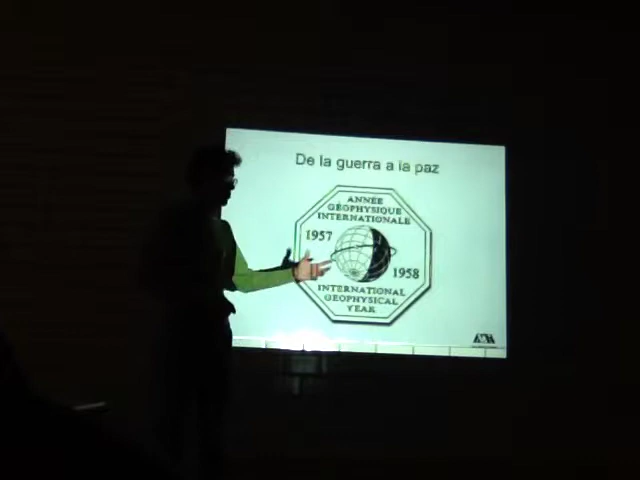 De la guerra a la paz
ANNÉE
GÉOPHYSIQUE
INTERNATIONALE
1957
1958
INTERNATIONAL
GEOPHYSICAL
YEAR